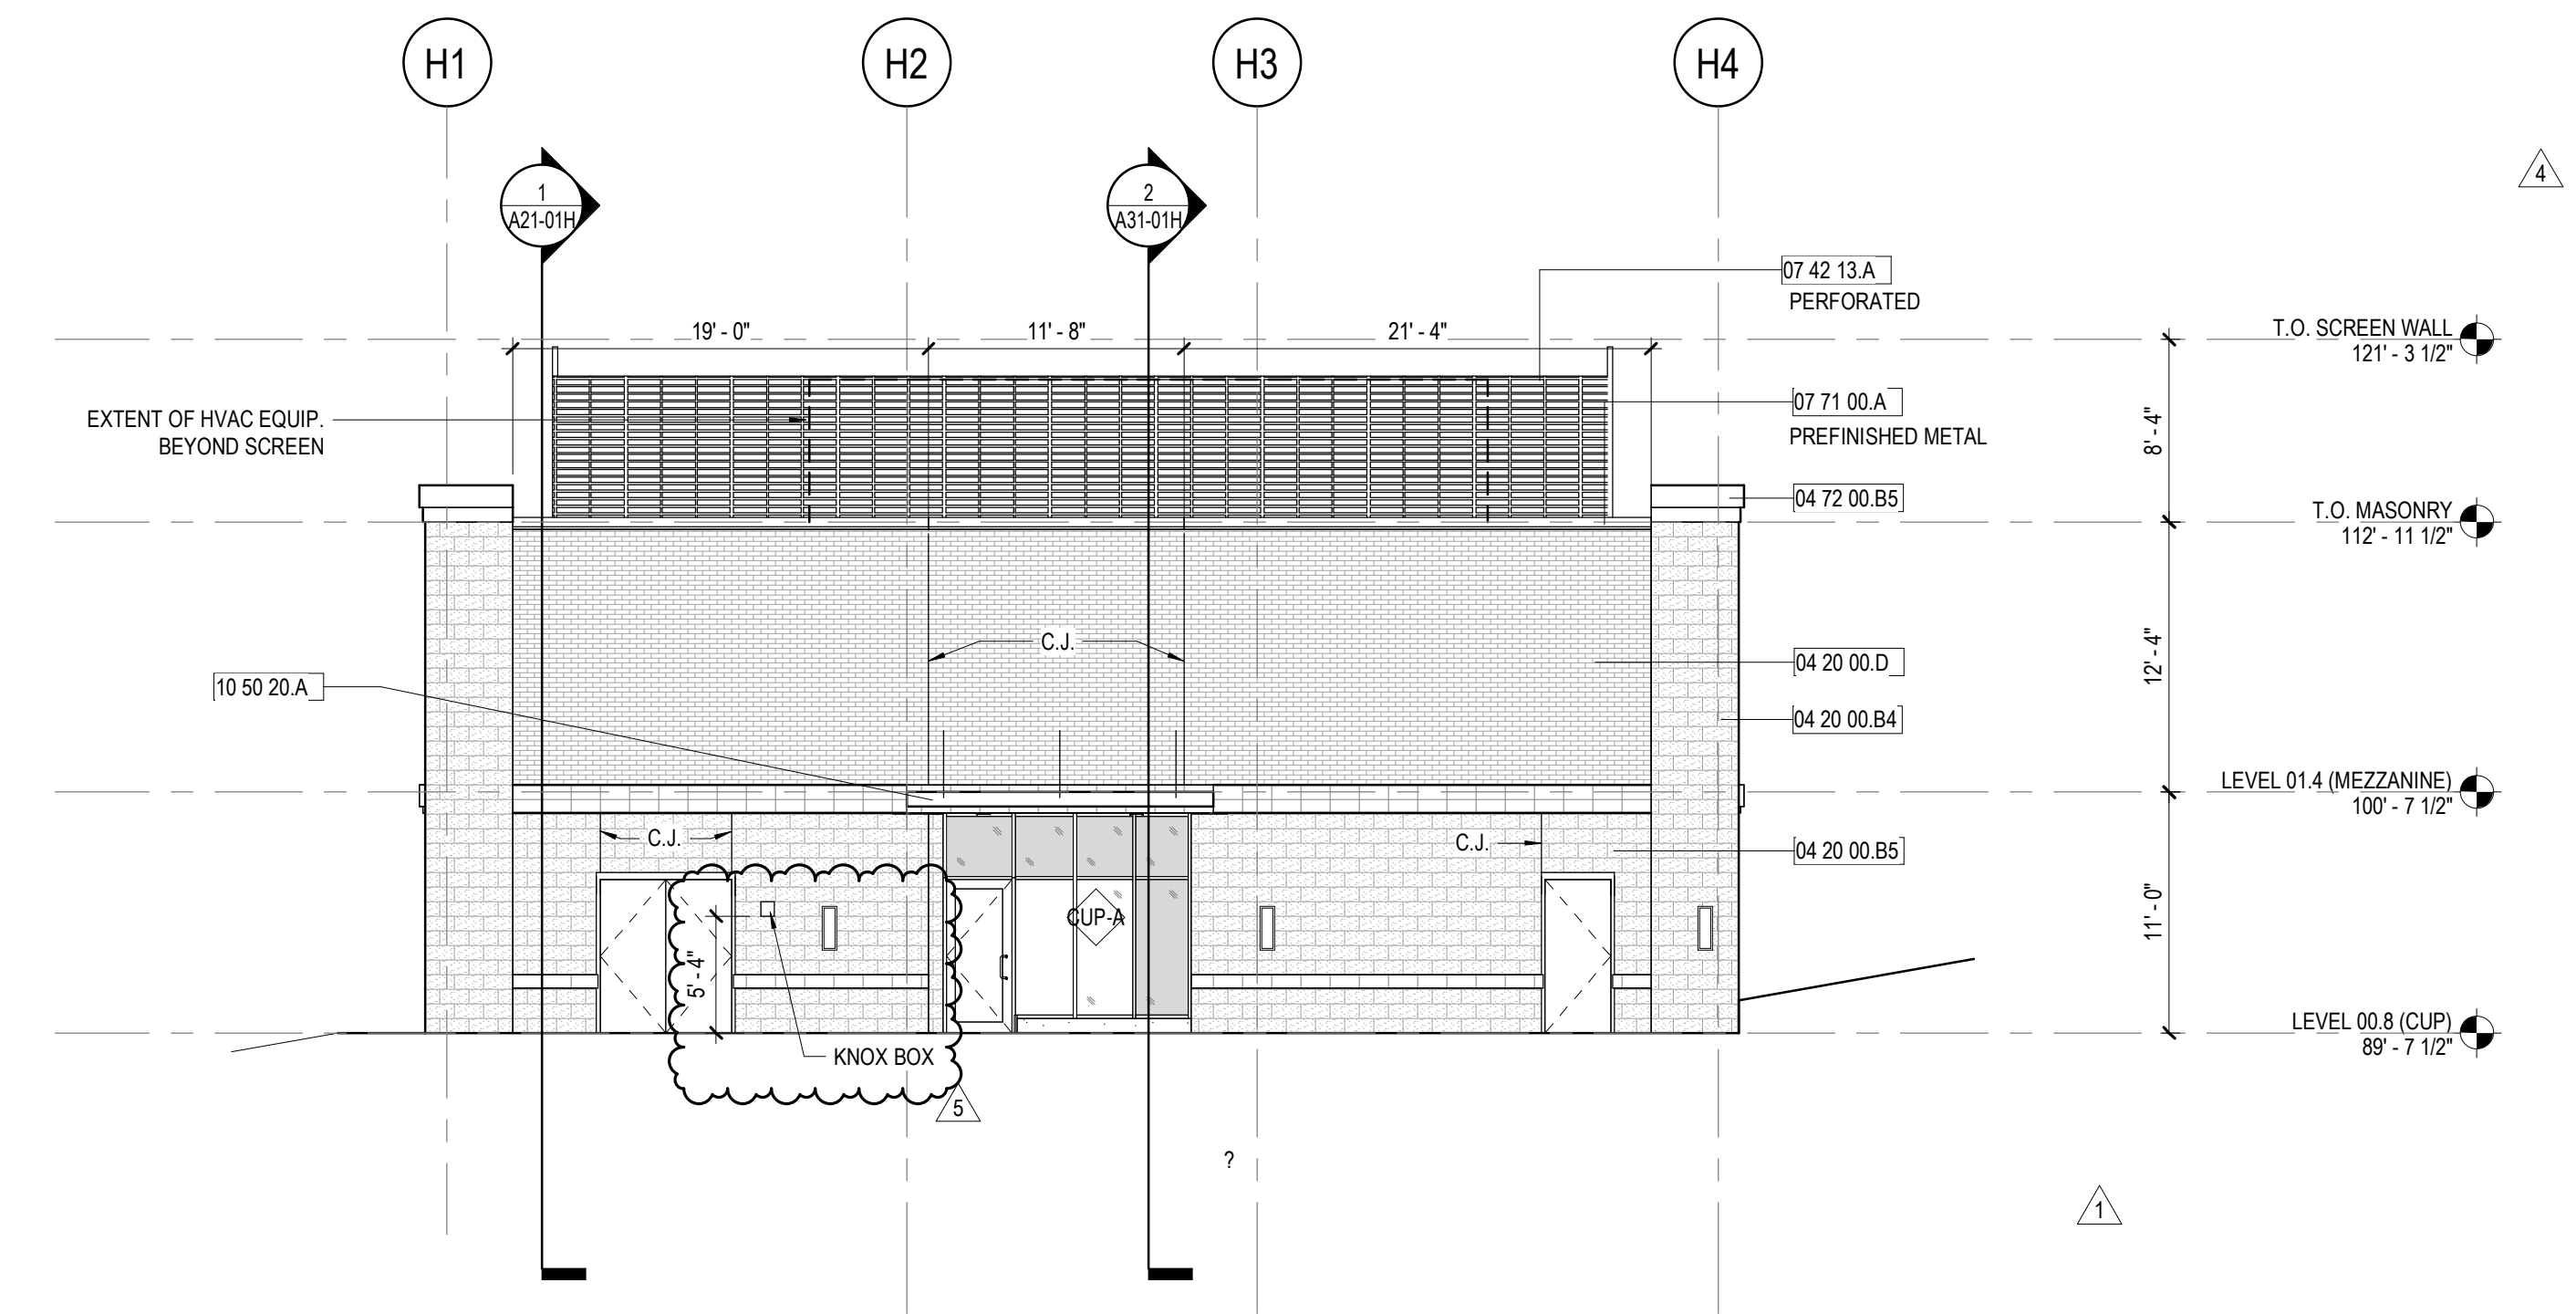 H1
H2
H3
H4
1
A21-01H
2
A31-01H
4
07 42 13.A
PERFORATED
19' - 0"
11' - 8"
21' - 4"
T.O. SCREEN WALL
121' - 3 1/2"
EXTENT OF HVAC EQUIP.
BEYOND SCREEN
07 71 00.A
PREFINISHED METAL
8' - 4"
04 72 00.B5
T.O. MASONRY
112' - 11 1/2"
C.J.
04 20 00.D
12' - 4"
10 50 20.A
04 20 00.B4
LEVEL 01.4 (MEZZANINE)
100' - 7 1/2"
C.J.
C.J.
04 20 00.B5
CUP-A
11' - 0"
5' - 4"
KNOX BOX
LEVEL 00.8 (CUP)
89' - 7 1/2"
5
?
1